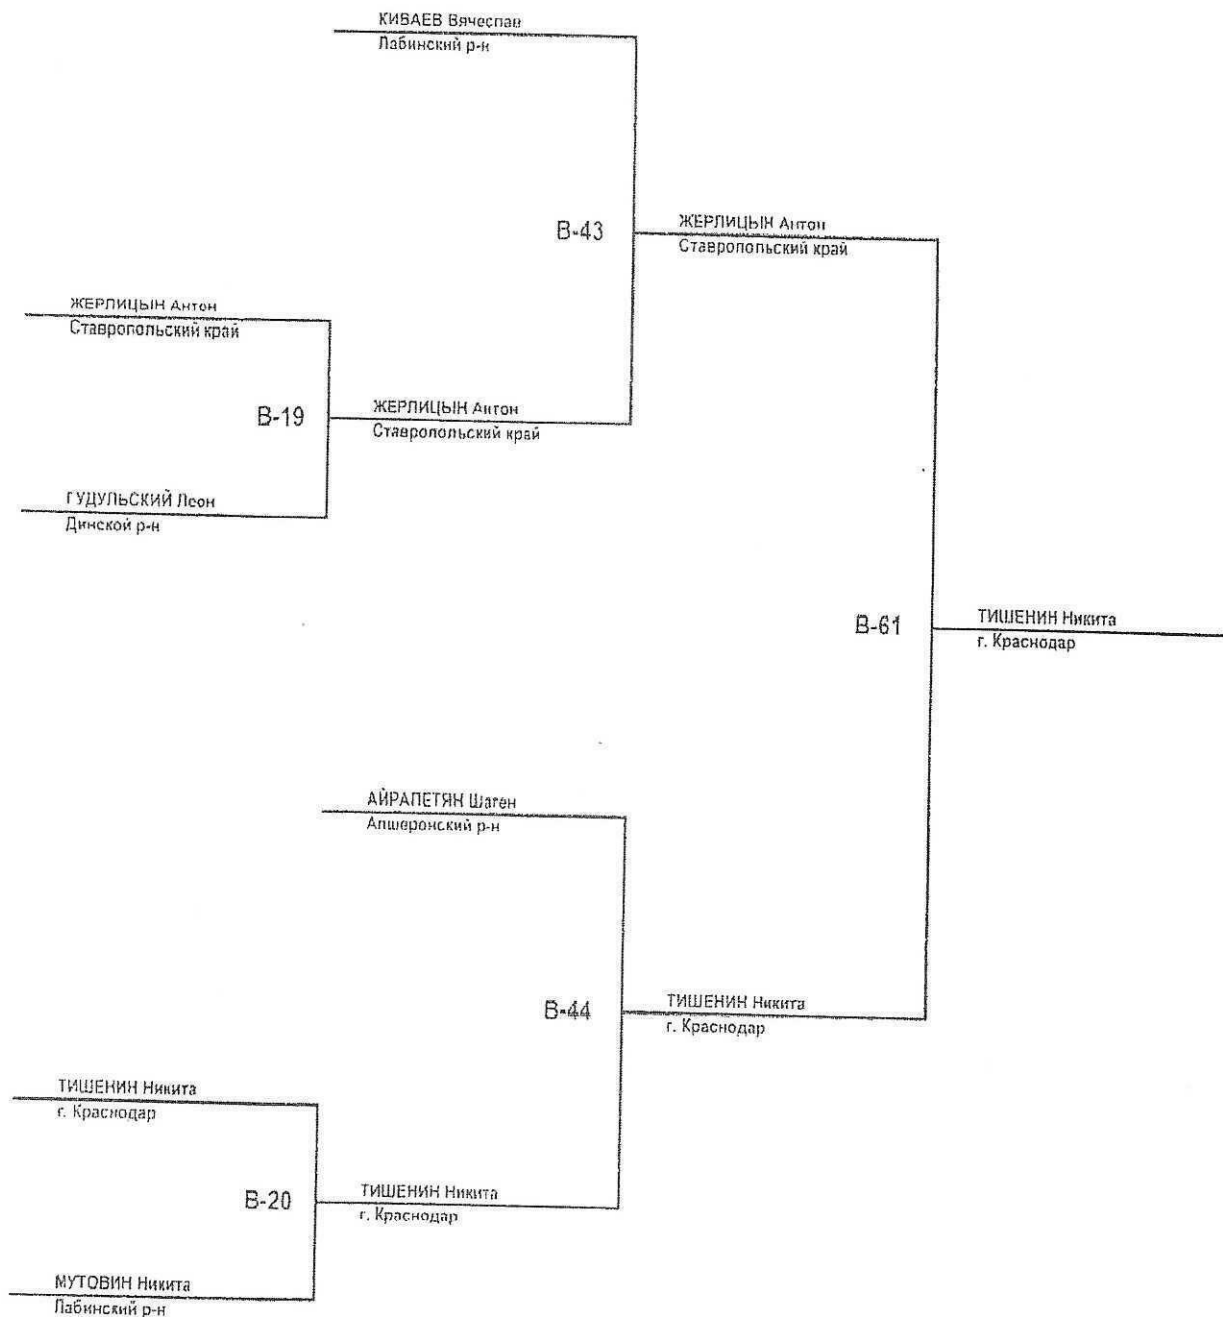 КИВАЕВ Вячеслав
Лабинский р-н
В-43
ЖЕРЛИЦЫН Антон
Ставропольский край
ЖЕРЛИЦЫН Антон
Ставропольский край
В-19
ЖЕРЛИЦЫН Антон
Ставропольский край
ГУДУЛЬСКИЙ Леон
Динской р-н
В-61
ТИШЕНИН Никита
г. Краснодар
АЙРАПЕТЯН Шаген
Апшеронский р-н
В-44
ТИШЕНИН Никита
г. Краснодар
ТИШЕНИН Никита
г. Краснодар
В-20
ТИШЕНИН Никита
г. Краснодар
МУТОВИН Никита
Лабинский р-н